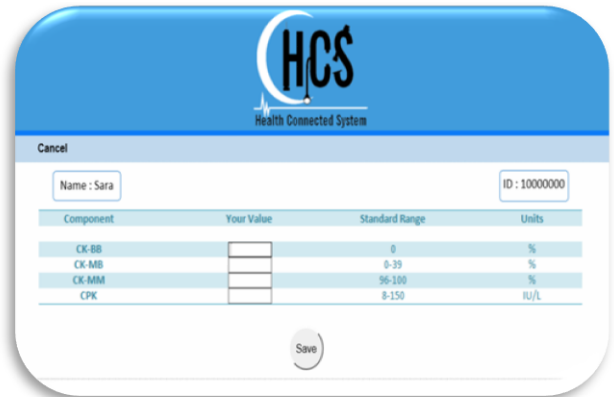 HCS
Health Connected System
Cancel
Name : Sara ID : 10000000
Component Your Value Standard Range Units
CK-BB 0 %
CK-MB 0-39 %
CK-MM 96-100 %
CPK 8-150 IU/L
Save